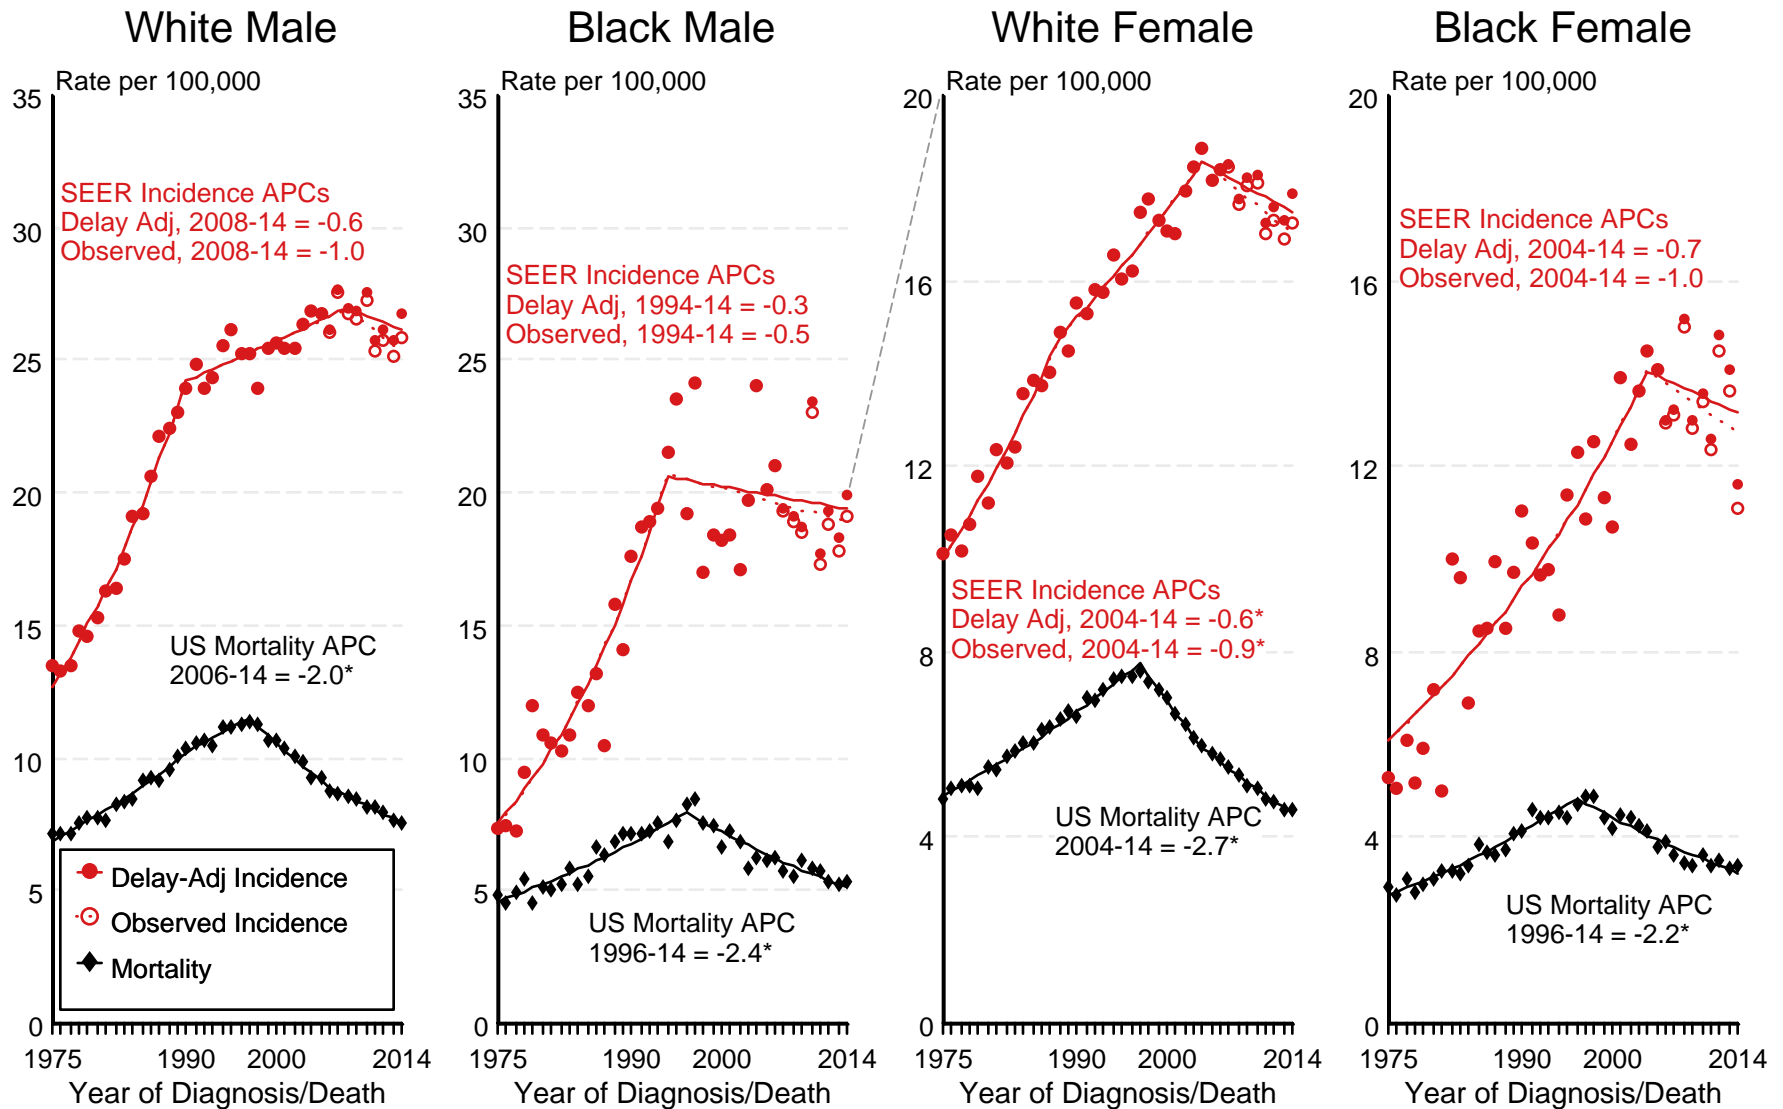 White Male
Rate per 100,000
35
30
25
20
15
10
5
0
SEER Incidence APCs
Delay Adj, 2008-14 = -0.6
Observed, 2008-14 = -1.0
US Mortality APC
2006-14 = -2.0*
Delay-Adj Incidence
Observed Incidence
Mortality
1975 1990 2000 2014
Year of Diagnosis/Death
Black Male
Rate per 100,000
35
30
25
20
15
10
5
0
SEER Incidence APCs
Delay Adj, 1994-14 = -0.3
Observed, 1994-14 = -0.5
US Mortality APC
1996-14 = -2.4*
1975 1990 2000 2014
Year of Diagnosis/Death
White Female
Rate per 100,000
20
16
12
8
4
0
SEER Incidence APCs
Delay Adj, 2004-14 = -0.6*
Observed, 2004-14 = -0.9*
US Mortality APC
2004-14 = -2.7*
1975 1990 2000 2014
Year of Diagnosis/Death
Black Female
Rate per 100,000
20
16
12
8
4
0
SEER Incidence APCs
Delay Adj, 2004-14 = -0.7
Observed, 2004-14 = -1.0
US Mortality APC
1996-14 = -2.2*
1975 1990 2000 2014
Year of Diagnosis/Death